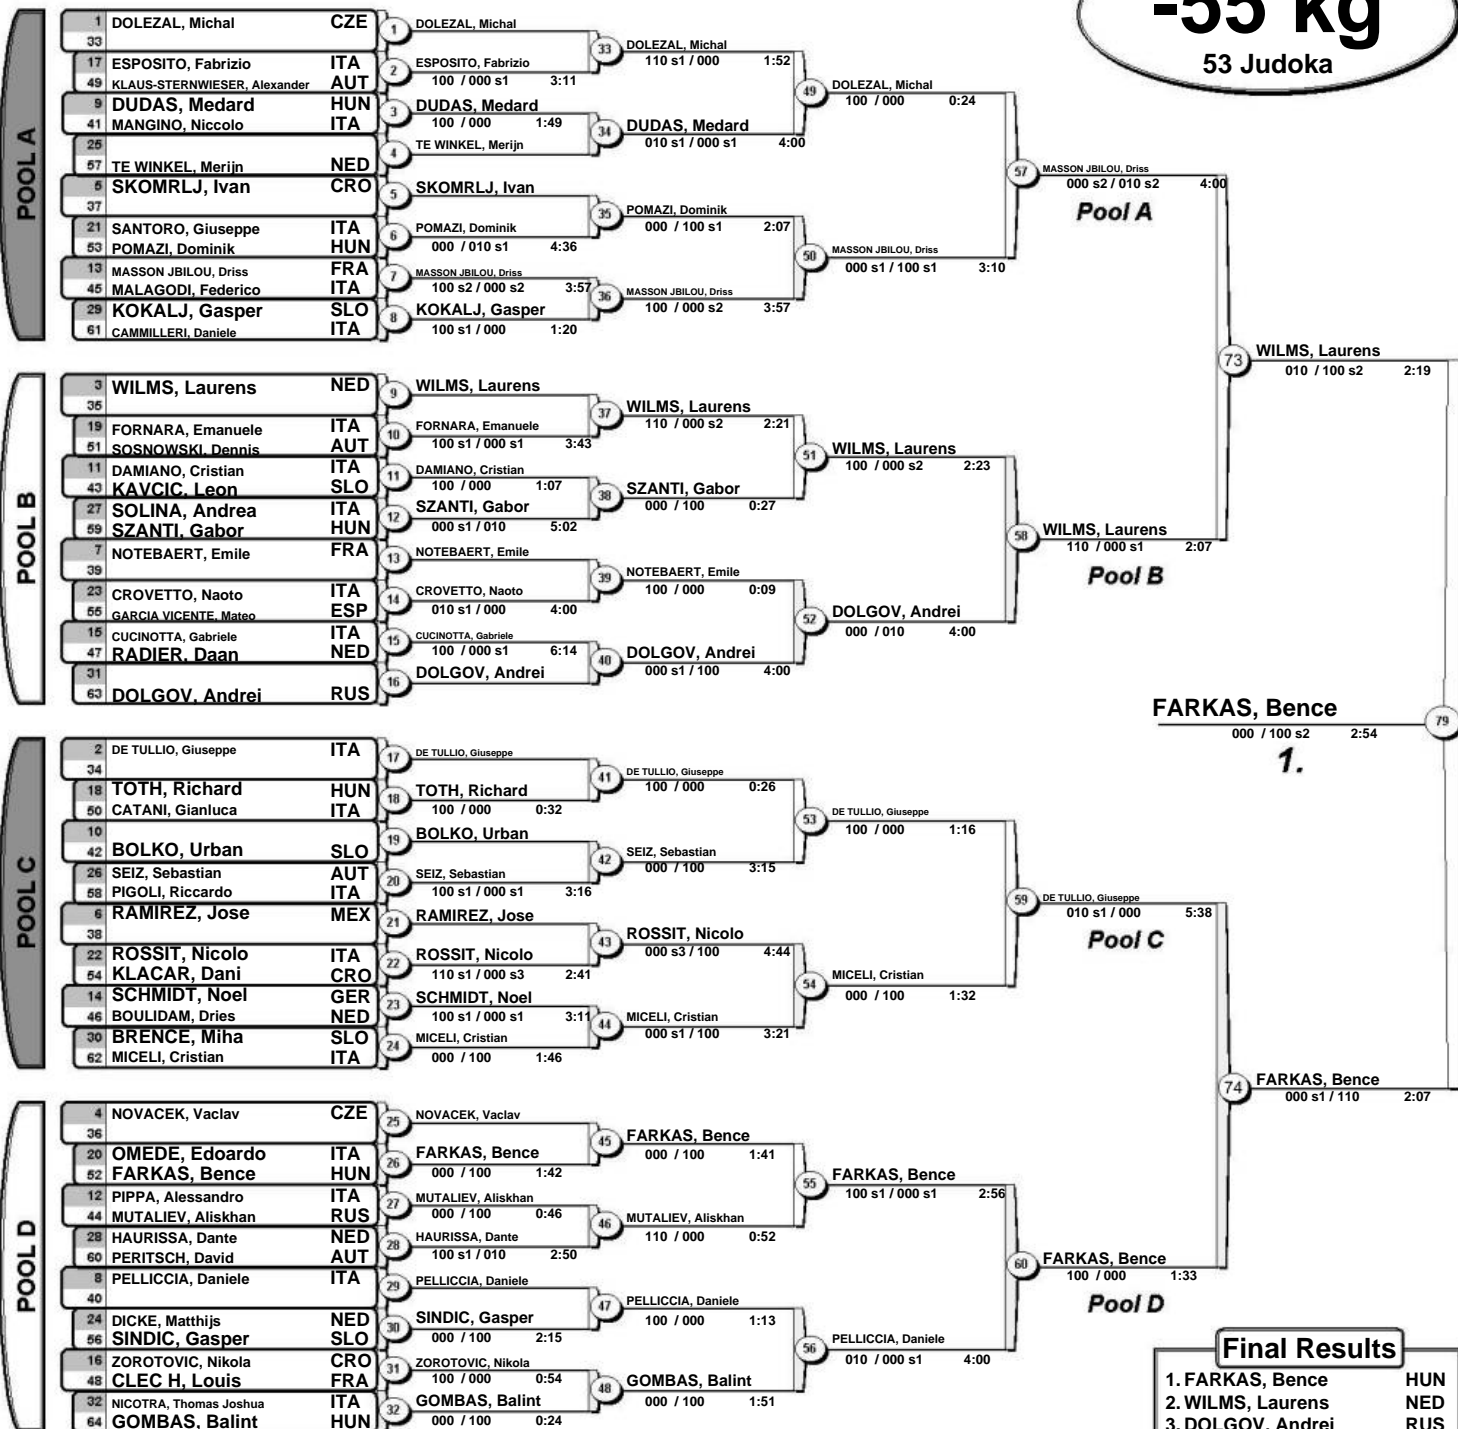 -55 kg
53 Judoka
POOL A
1 DOLEZAL, Michal CZE
33
17 ESPOSITO, Fabrizio ITA
49 KLAUS-STERNWIESER, Alexander AUT
9 DUDAS, Medard HUN
41 MANGINO, Niccolo ITA
25
57 TE WINKEL, Merijn NED
5 SKOMRLJ, Ivan CRO
37
21 SANTORO, Giuseppe ITA
53 POMAZI, Dominik HUN
13 MASSON JBILOU, Driss FRA
45 MALAGODI, Federico ITA
29 KOKALJ, Gasper SLO
61 CAMMILLERI, Daniele ITA
1 DOLEZAL, Michal
2 ESPOSITO, Fabrizio
100 / 000 s1 3:11
3 DUDAS, Medard
100 / 000 1:49
4 TE WINKEL, Merijn
5 SKOMRLJ, Ivan
6 POMAZI, Dominik
000 / 010 s1 4:36
7 MASSON JBILOU, Driss
100 s2 / 000 s2 3:57
8 KOKALJ, Gasper
100 s1 / 000 1:20
33 DOLEZAL, Michal
110 s1 / 000 1:52
34 DUDAS, Medard
010 s1 / 000 s1 4:00
35 POMAZI, Dominik
000 / 100 s1 2:07
36 MASSON JBILOU, Driss
100 / 000 s2 3:57
49 DOLEZAL, Michal
100 / 000 0:24
50 MASSON JBILOU, Driss
000 s1 / 100 s1 3:10
57 MASSON JBILOU, Driss
000 s2 / 010 s2 4:00
Pool A
POOL B
3 WILMS, Laurens NED
35
19 FORNARA, Emanuele ITA
51 SOSNOWSKI, Dennis AUT
11 DAMIANO, Cristian ITA
43 KAVCIC, Leon SLO
27 SOLINA, Andrea ITA
59 SZANTI, Gabor HUN
7 NOTEBAERT, Emile FRA
39
23 CROVETTO, Naoto ITA
55 GARCIA VICENTE, Mateo ESP
15 CUCINOTTA, Gabriele ITA
47 RADIER, Daan NED
31
63 DOLGOV, Andrei RUS
9 WILMS, Laurens
10 FORNARA, Emanuele
100 s1 / 000 s1 3:43
11 DAMIANO, Cristian
100 / 000 1:07
12 SZANTI, Gabor
000 s1 / 010 5:02
13 NOTEBAERT, Emile
14 CROVETTO, Naoto
010 s1 / 000 4:00
15 CUCINOTTA, Gabriele
100 / 000 s1 6:14
16 DOLGOV, Andrei
37 WILMS, Laurens
110 / 000 s2 2:21
38 SZANTI, Gabor
000 / 100 0:27
39 NOTEBAERT, Emile
100 / 000 0:09
40 DOLGOV, Andrei
000 s1 / 100 4:00
51 WILMS, Laurens
100 / 000 s2 2:23
52 DOLGOV, Andrei
000 / 010 4:00
58 WILMS, Laurens
110 / 000 s1 2:07
Pool B
73 WILMS, Laurens
010 / 100 s2 2:19
FARKAS, Bence
79
000 / 100 s2 2:54
1.
POOL C
2 DE TULLIO, Giuseppe ITA
34
18 TOTH, Richard HUN
50 CATANI, Gianluca ITA
10
42 BOLKO, Urban SLO
26 SEIZ, Sebastian AUT
58 PIGOLI, Riccardo ITA
6 RAMIREZ, Jose MEX
38
22 ROSSIT, Nicolo ITA
54 KLACAR, Dani CRO
14 SCHMIDT, Noel GER
46 BOULIDAM, Dries NED
30 BRENCE, Miha SLO
62 MICELI, Cristian ITA
17 DE TULLIO, Giuseppe
18 TOTH, Richard
100 / 000 0:32
19 BOLKO, Urban
20 SEIZ, Sebastian
100 s1 / 000 s1 3:16
21 RAMIREZ, Jose
22 ROSSIT, Nicolo
110 s1 / 000 s3 2:41
23 SCHMIDT, Noel
100 s1 / 000 s1 3:11
24 MICELI, Cristian
000 / 100 1:46
41 DE TULLIO, Giuseppe
100 / 000 0:26
42 SEIZ, Sebastian
000 / 100 3:15
43 ROSSIT, Nicolo
000 s3 / 100 4:44
44 MICELI, Cristian
000 s1 / 100 3:21
53 DE TULLIO, Giuseppe
100 / 000 1:16
54 MICELI, Cristian
000 / 100 1:32
59 DE TULLIO, Giuseppe
010 s1 / 000 5:38
Pool C
74 FARKAS, Bence
000 s1 / 110 2:07
POOL D
4 NOVACEK, Vaclav CZE
36
20 OMEDE, Edoardo ITA
52 FARKAS, Bence HUN
12 PIPPA, Alessandro ITA
44 MUTALIEV, Aliskhan RUS
28 HAURISSA, Dante NED
60 PERITSCH, David AUT
8 PELLICCIA, Daniele ITA
40
24 DICKE, Matthijs NED
56 SINDIC, Gasper SLO
16 ZOROTOVIC, Nikola CRO
48 CLEC H, Louis FRA
32 NICOTRA, Thomas Joshua ITA
64 GOMBAS, Balint HUN
25 NOVACEK, Vaclav
26 FARKAS, Bence
000 / 100 1:42
27 MUTALIEV, Aliskhan
000 / 100 0:46
28 HAURISSA, Dante
100 s1 / 010 2:50
29 PELLICCIA, Daniele
30 SINDIC, Gasper
000 / 100 2:15
31 ZOROTOVIC, Nikola
100 / 000 0:54
32 GOMBAS, Balint
000 / 100 0:24
45 FARKAS, Bence
000 / 100 1:41
46 MUTALIEV, Aliskhan
110 / 000 0:52
47 PELLICCIA, Daniele
100 / 000 1:13
48 GOMBAS, Balint
000 / 100 1:51
55 FARKAS, Bence
100 s1 / 000 s1 2:56
56 PELLICCIA, Daniele
010 / 000 s1 4:00
60 FARKAS, Bence
100 / 000 1:33
Pool D
Final Results
1. FARKAS, Bence HUN
2. WILMS, Laurens NED
3. DOLGOV, Andrei RUS